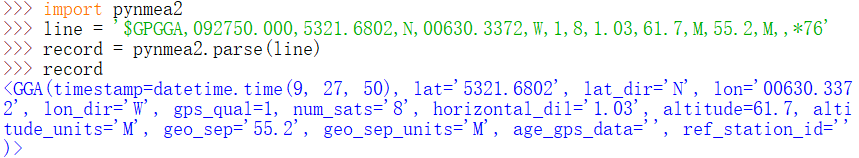 >>> import pynmea2
>>> line = '$GPGGA,092750.000,5321.6802,N,00630.3372,W,1,8,1.03,61.7,M,55.2,M,,*76'
>>> record = pynmea2.parse(line)
>>> record
<GGA(timestamp=datetime.time(9, 27, 50), lat='5321.6802', lat_dir='N', lon='00630.337
2', lon_dir='W', gps_qual=1, num_sats='8', horizontal_dil='1.03', altitude=61.7, alti
tude_units='M', geo_sep='55.2', geo_sep_units='M', age_gps_data='', ref_station_id=''
)>